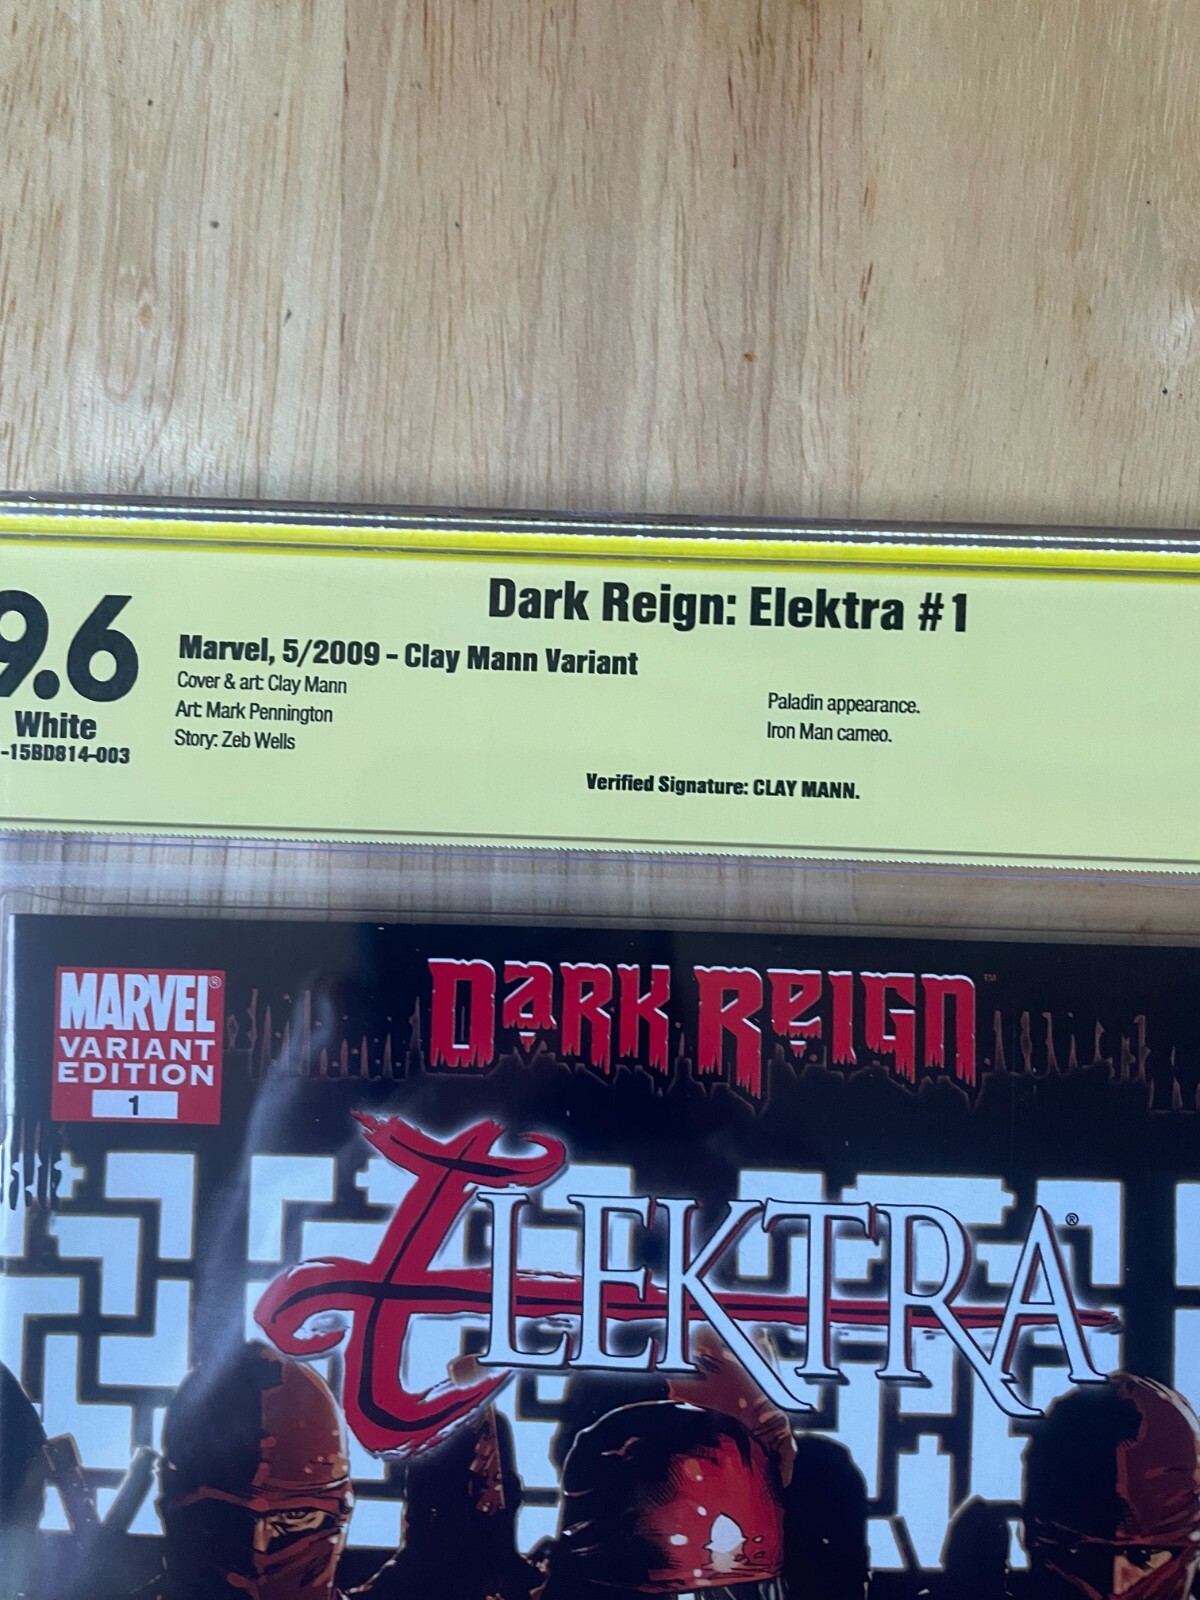 Dark Reign: Elektra #1
9.6
Marvel, 5/2009 - Clay Mann Variant
Cover & art: Clay Mann
Art: Mark Pennington
Story: Zeb Wells
White
-15BD814-003
Paladin appearance.
Iron Man cameo.
Verified Signature: CLAY MANN.
MARVEL®
VARIANT
EDITION
1
DARK REIGN™
ELEKTRA®